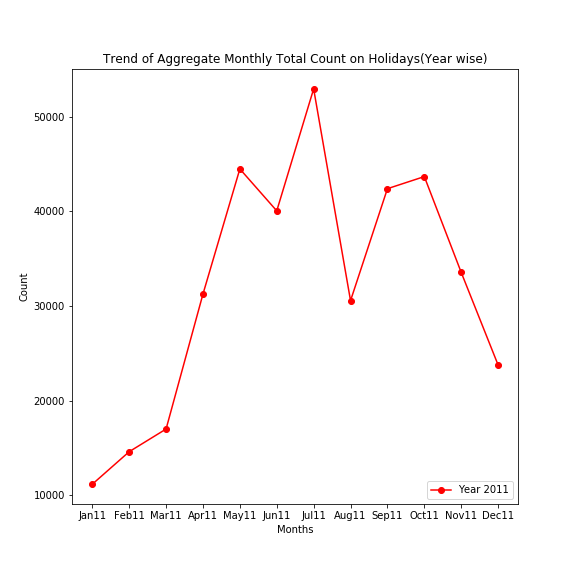 Trend of Aggregate Monthly Total Count on Holidays(Year wise)
50000
40000
30000
20000
10000
Count
Jan11 Feb11 Mar11 Apr11 May11 Jun11 Jul11 Aug11 Sep11 Oct11 Nov11 Dec11
Months
Year 2011